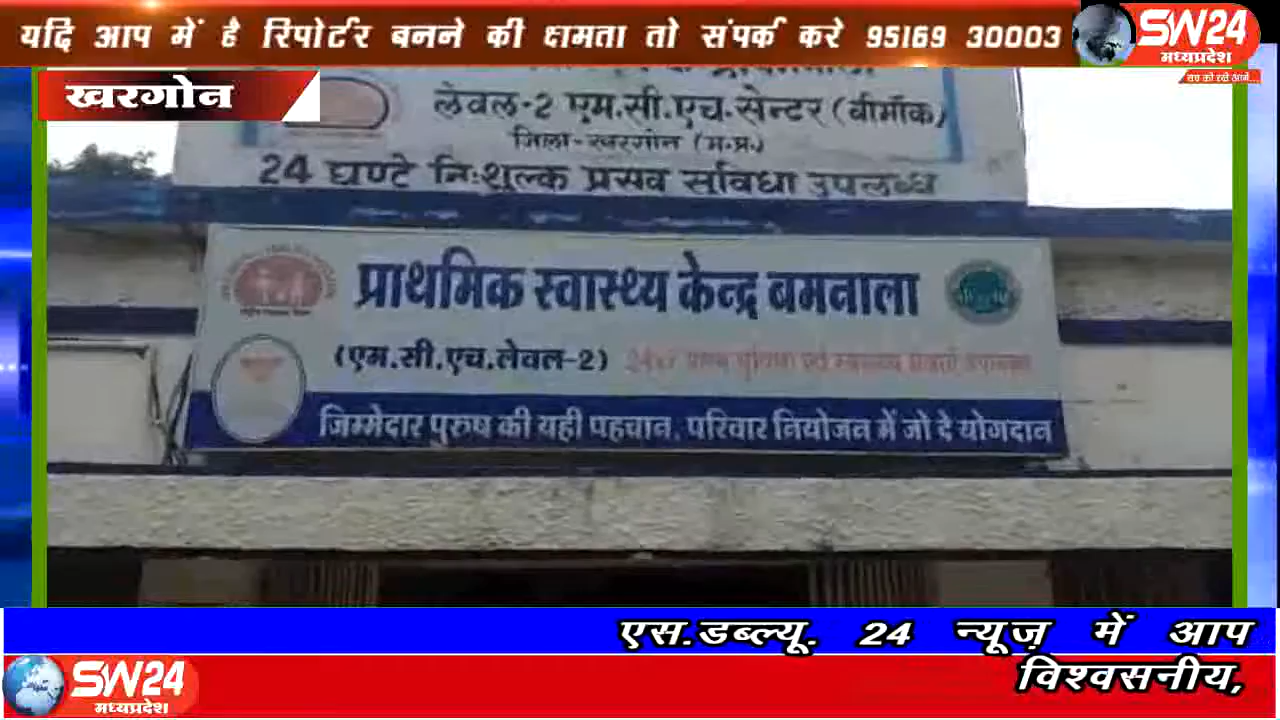 यदि आप में है रिपोर्टर बनने की क्षमता तो संपर्क करे 95169 30003
SW24
मध्यप्रदेश
खरगोन
लेवल-2 एम.सी.एच.सेन्टर (बीमॉक)
जिला-खरगोन (म.प्र.)
24 घण्टे निःशुल्क प्रसव सुविधा उपलब्ध
प्राथमिक स्वास्थ्य केन्द्र बमनाला
(एम.सी.एच.लेवल-2)
जिम्मेदार पुरुष की यही पहचान, परिवार नियोजन में जो दे योगदान
एस.डब्ल्यू. 24 न्यूज़ में आप
विश्वसनीय,
SW24
मध्यप्रदेश